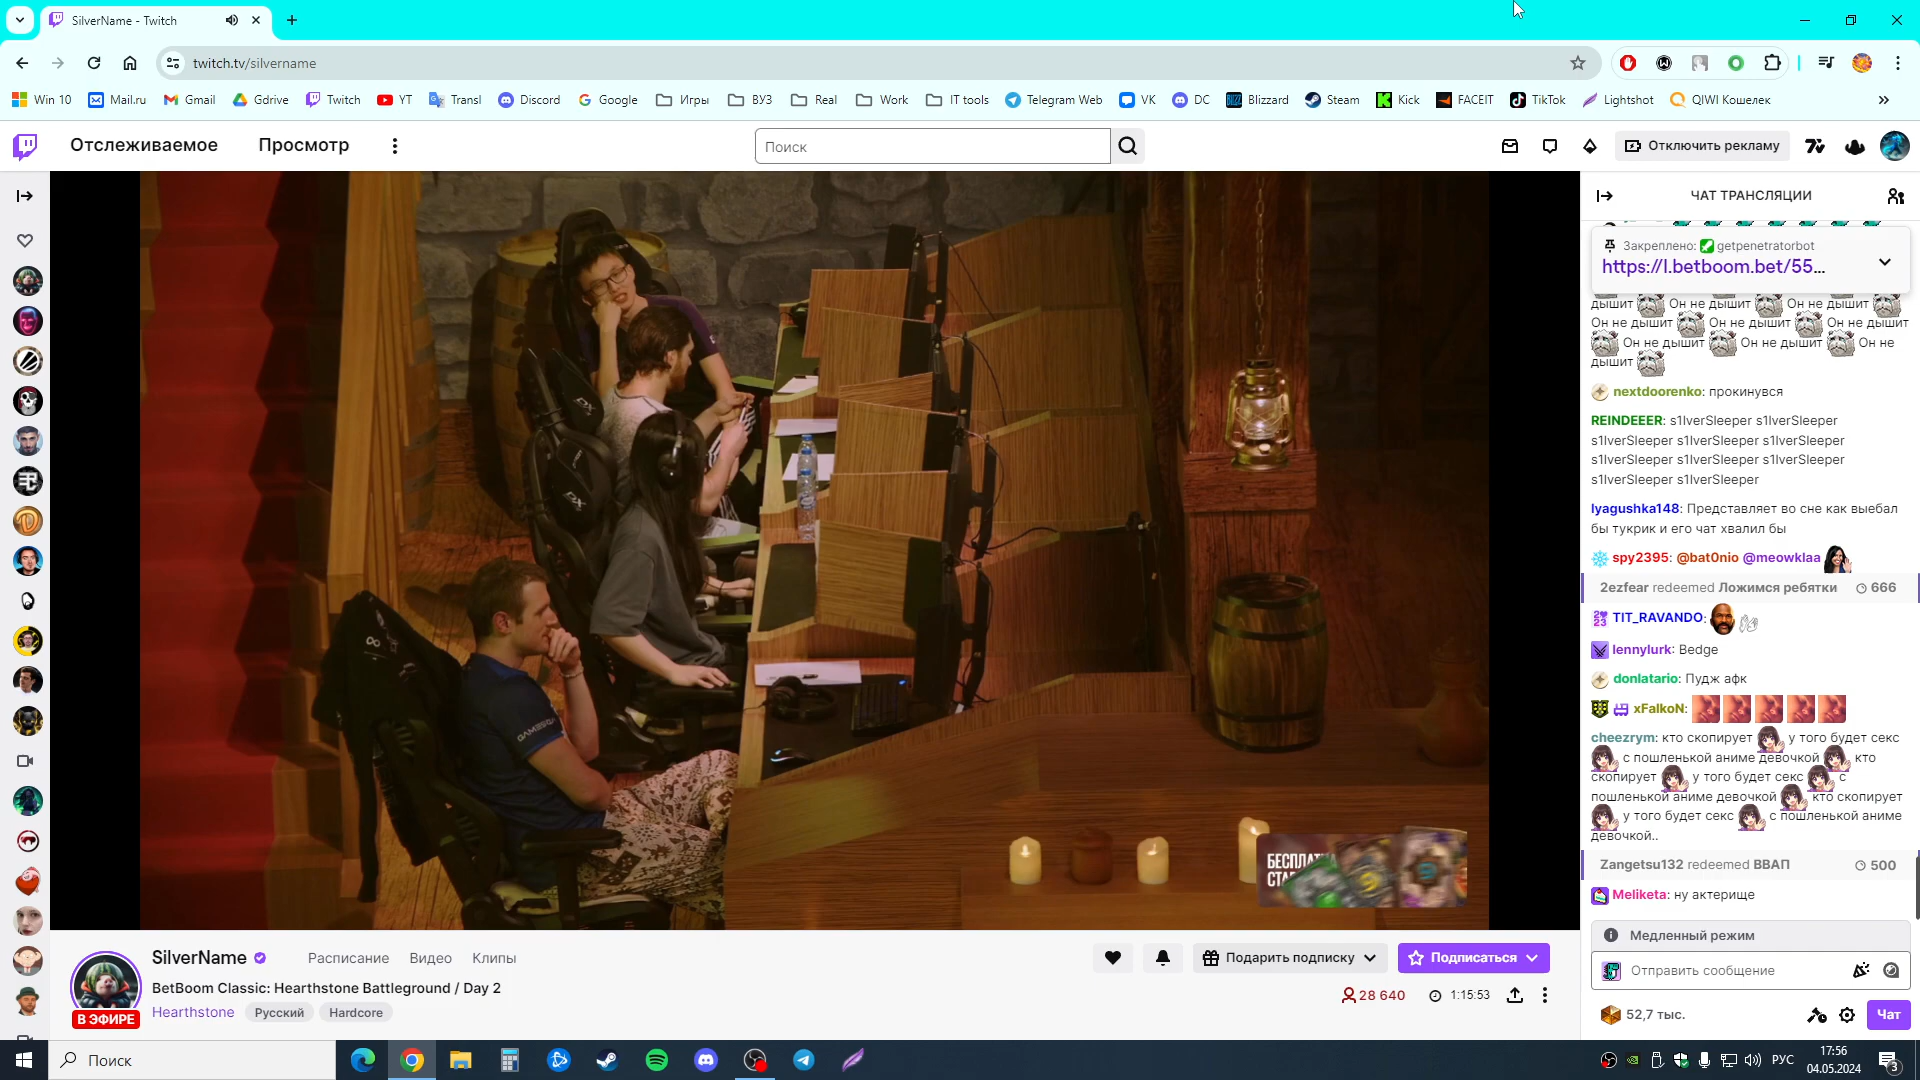 SilverName - Twitch
twitch.tv/silvername
Win 10 Mail.ru Gmail Gdrive Twitch YT Transl Discord Google Игры ВУЗ Real Work IT tools Telegram Web VK DC Blizzard Steam Kick FACEIT TikTok Lightshot QIWI Кошелек
Отслеживаемое Просмотр Поиск Отключить рекламу
ЧАТ ТРАНСЛЯЦИИ
Закреплено: getpenetratorbot
https://l.betboom.bet/55...
дышит Он не дышит Он не дышит
Он не дышит Он не дышит Он не дышит
Он не дышит Он не дышит Он не
дышит
nextdoorenko: прокинувся
REINDEEER: s1lverSleeper s1lverSleeper
s1lverSleeper s1lverSleeper s1lverSleeper
s1lverSleeper s1lverSleeper s1lverSleeper
s1lverSleeper s1lverSleeper
lyagushka148: Представляет во сне как выебал
бы тукрик и его чат хвалил бы
spy2395: @bat0nio @meowklaa
2ezfear redeemed Ложимся ребятки 666
TIT_RAVANDO:
lennylurk: Bedge
donlatario: Пудж афк
xFalkoN:
cheezrym: кто скопирует у того будет секс
с пошленькой аниме девочкой кто
скопирует у того будет секс с
пошленькой аниме девочкой кто скопирует
у того будет секс с пошленькой аниме
девочкой..
Zangetsu132 redeemed ВВАП 500
Meliketa: ну актерище
Медленный режим
Отправить сообщение
52,7 тыс. Чат
GAMESGA
SilverName Расписание Видео Клипы Подарить подписку Подписаться
BetBoom Classic: Hearthstone Battleground / Day 2
28 640 1:15:53
Hearthstone Русский Hardcore
В ЭФИРЕ
Поиск
РУС
17:56
04.05.2024
3